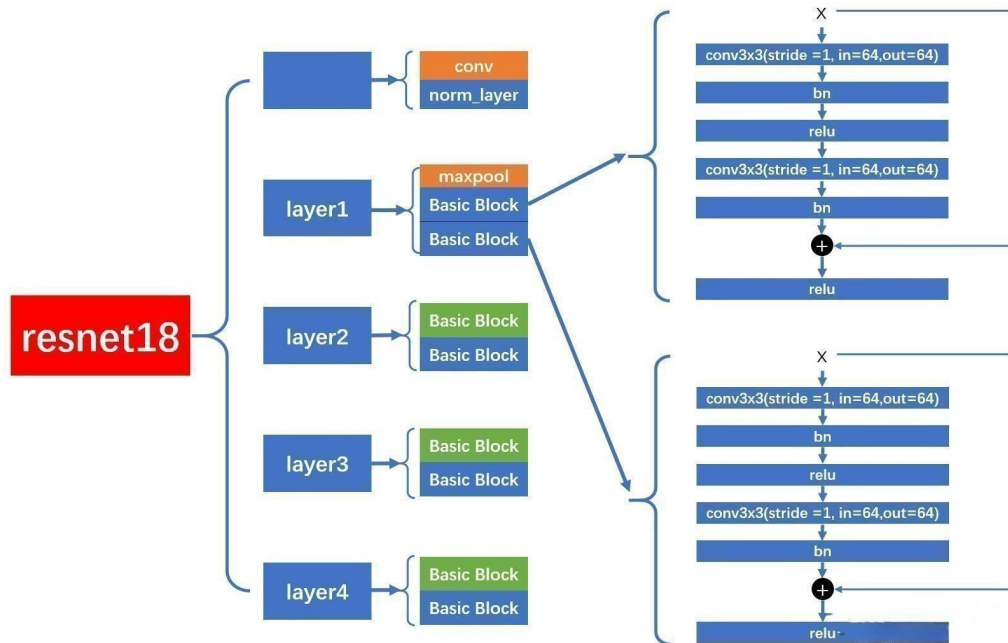 resnet18
conv
norm_layer
layer1
maxpool
Basic Block
Basic Block
layer2
Basic Block
Basic Block
layer3
Basic Block
Basic Block
layer4
Basic Block
Basic Block
X
conv3x3(stride =1, in=64,out=64)
bn
relu
conv3x3(stride =1, in=64,out=64)
bn
+
relu
X
conv3x3(stride =1, in=64,out=64)
bn
relu
conv3x3(stride =1, in=64,out=64)
bn
+
relu